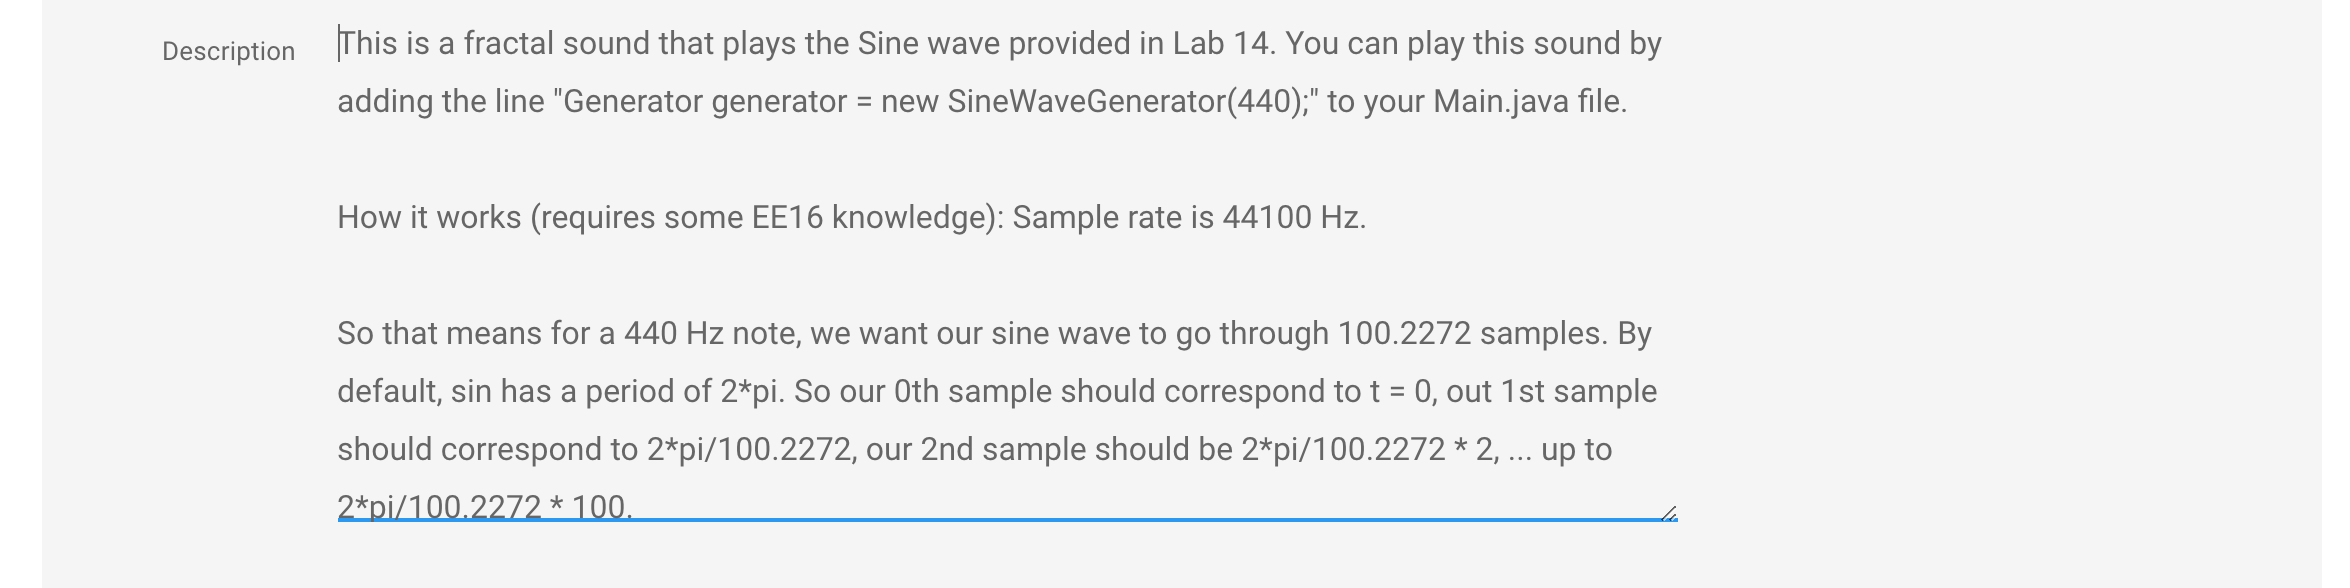 Description
This is a fractal sound that plays the Sine wave provided in Lab 14. You can play this sound by
adding the line "Generator generator = new SineWaveGenerator(440);" to your Main.java file.
How it works (requires some EE16 knowledge): Sample rate is 44100 Hz.
So that means for a 440 Hz note, we want our sine wave to go through 100.2272 samples. By
default, sin has a period of 2*pi. So our 0th sample should correspond to t = 0, out 1st sample
should correspond to 2*pi/100.2272, our 2nd sample should be 2*pi/100.2272 * 2, ... up to
2*pi/100.2272 * 100.